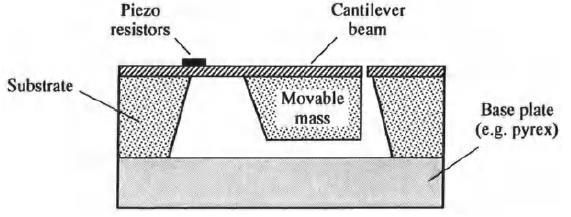 Piezo
resistors
Cantilever
beam
Substrate
Movable
mass
Base plate
(e.g. pyrex)